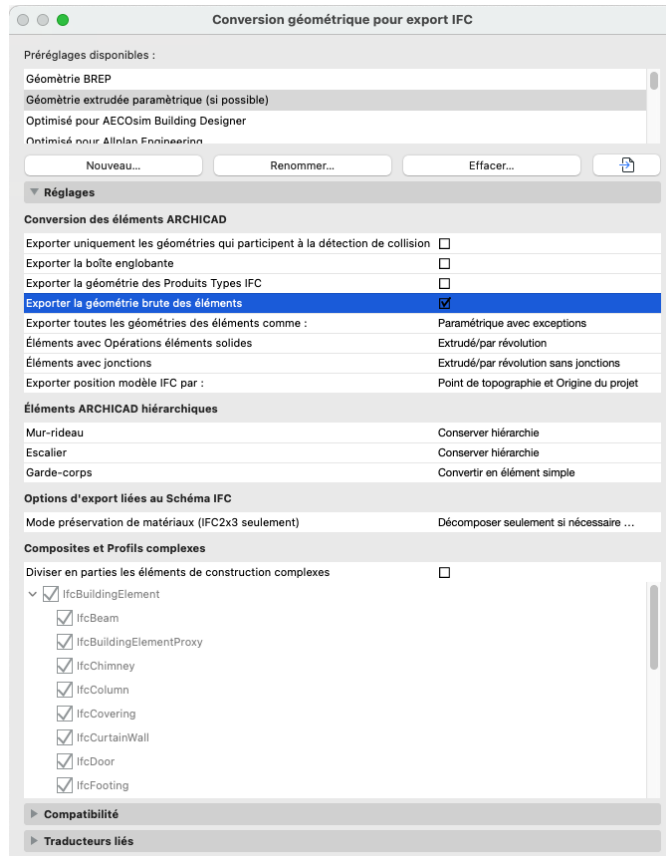 Conversion géométrique pour export IFC
Préréglages disponibles :
Géomètrie BREP
Géomètrie extrudée paramètrique (si possible)
Optimisé pour AECOsim Building Designer
Optimisé pour Allplan Engineering
Nouveau... Renommer... Effacer...
Réglages
Conversion des éléments ARCHICAD
Exporter uniquement les géométries qui participent à la détection de collision
Exporter la boîte englobante
Exporter la géométrie des Produits Types IFC
Exporter la géométrie brute des éléments
Exporter toutes les géométries des éléments comme : Paramétrique avec exceptions
Éléments avec Opérations éléments solides Extrudé/par révolution
Éléments avec jonctions Extrudé/par révolution sans jonctions
Exporter position modèle IFC par : Point de topographie et Origine du projet
Éléments ARCHICAD hiérarchiques
Mur-rideau Conserver hiérarchie
Escalier Conserver hiérarchie
Garde-corps Convertir en élément simple
Options d'export liées au Schéma IFC
Mode préservation de matériaux (IFC2x3 seulement) Décomposer seulement si nécessaire ...
Composites et Profils complexes
Diviser en parties les éléments de construction complexes
IfcBuildingElement
IfcBeam
IfcBuildingElementProxy
IfcChimney
IfcColumn
IfcCovering
IfcCurtainWall
IfcDoor
IfcFooting
Compatibilité
Traducteurs liés